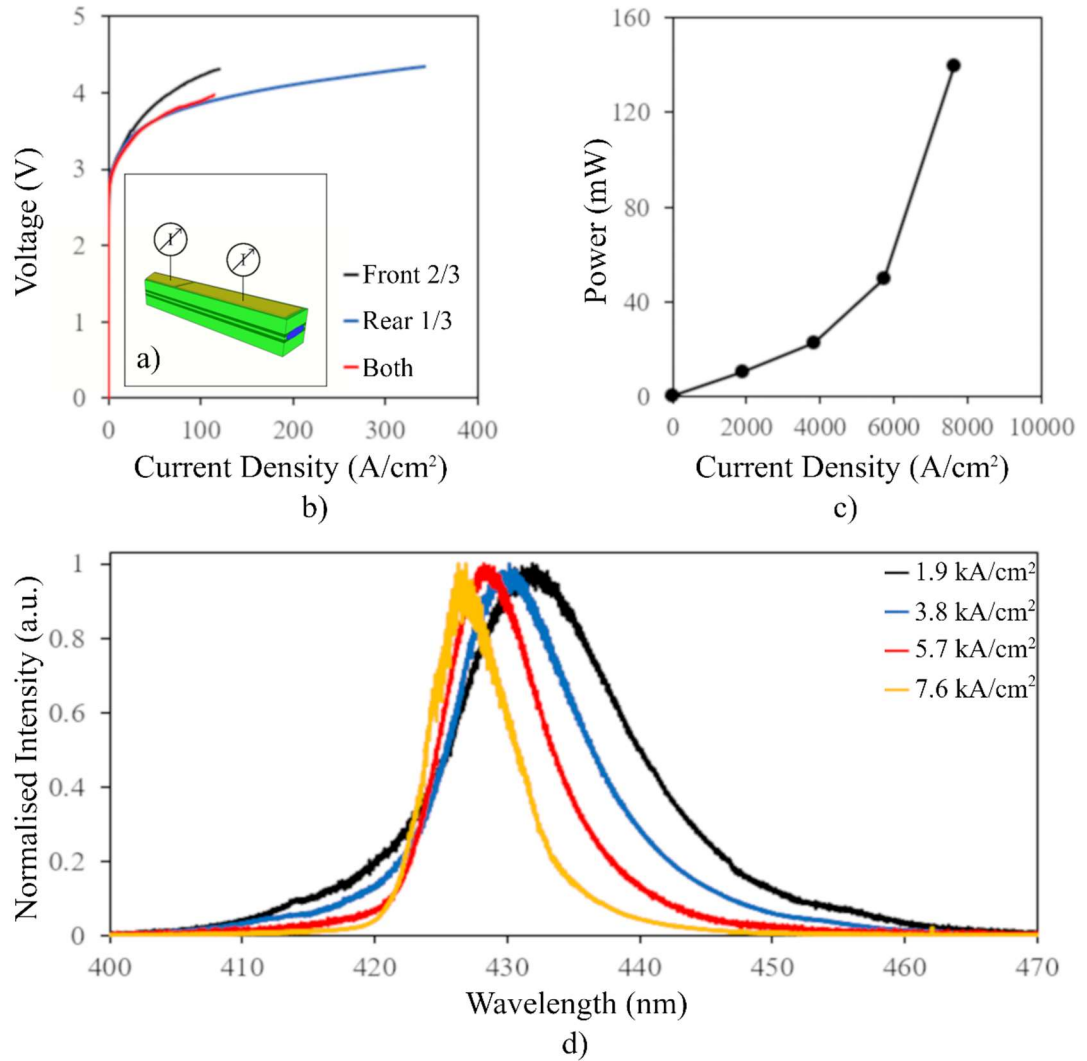 5
4
3
2
1
0
Voltage (V)
I
I
a)
Front 2/3
Rear 1/3
Both
0
100
200
300
400
Current Density (A/cm²)
b)
160
120
80
40
0
Power (mW)
0
2000
4000
6000
8000
10000
Current Density (A/cm²)
c)
1
0.8
0.6
0.4
0.2
0
Normalised Intensity (a.u.)
1.9 kA/cm²
3.8 kA/cm²
5.7 kA/cm²
7.6 kA/cm²
400
410
420
430
440
450
460
470
Wavelength (nm)
d)